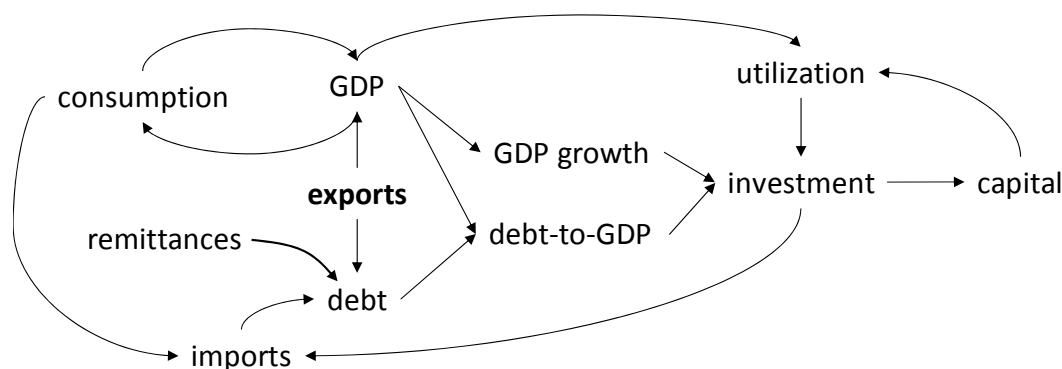 utilization
GDP
consumption
GDP growth
investment
capital
exports
debt-to-GDP
remittances
debt
imports